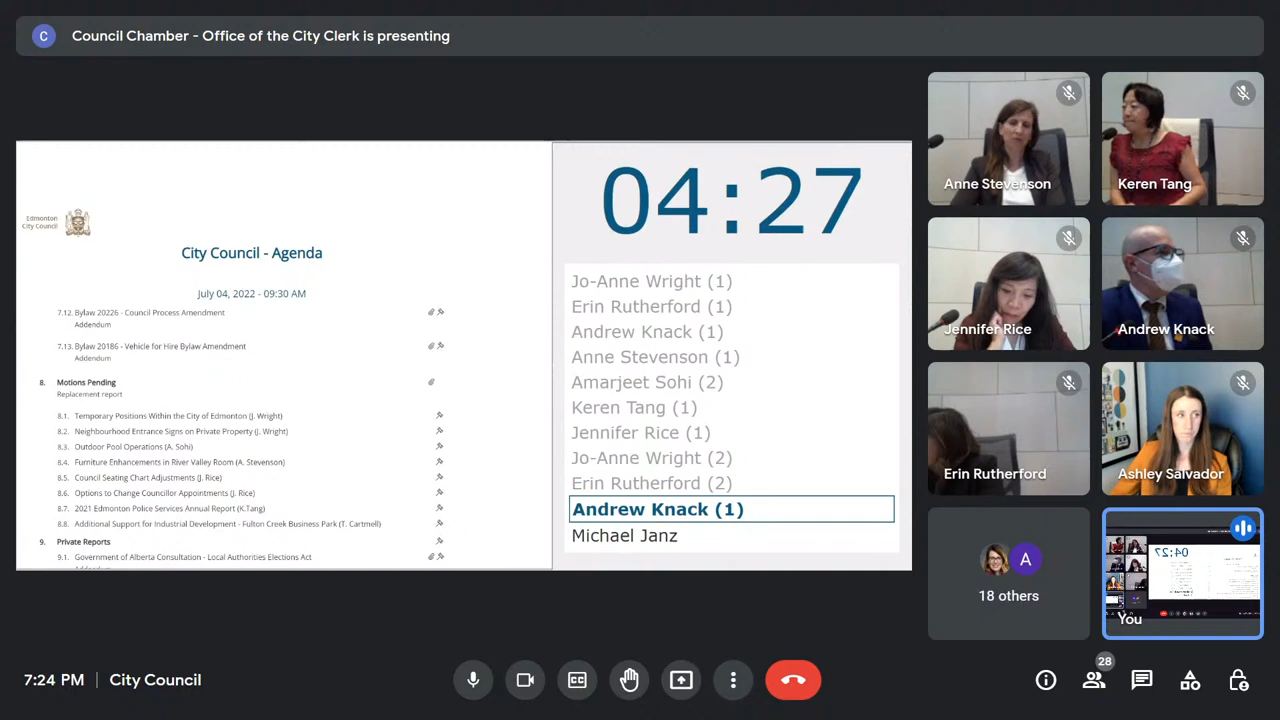 C
Council Chamber - Office of the City Clerk is presenting
Edmonton
City Council
City Council - Agenda
July 04, 2022 - 09:30 AM
7.12. Bylaw 20226 - Council Process Amendment
Addendum
7.13. Bylaw 20186 - Vehicle for Hire Bylaw Amendment
Addendum
8. Motions Pending
Replacement report
8.1. Temporary Positions Within the City of Edmonton (J. Wright)
8.2. Neighbourhood Entrance Signs on Private Property (J. Wright)
8.3. Outdoor Pool Operations (A. Sohi)
8.4. Furniture Enhancements in River Valley Room (A. Stevenson)
8.5. Council Seating Chart Adjustments (J. Rice)
8.6. Options to Change Councillor Appointments (J. Rice)
8.7. 2021 Edmonton Police Services Annual Report (K.Tang)
8.8. Additional Support for Industrial Development - Fulton Creek Business Park (T. Cartmell)
9. Private Reports
9.1. Government of Alberta Consultation - Local Authorities Elections Act
04:27
Jo-Anne Wright (1)
Erin Rutherford (1)
Andrew Knack (1)
Anne Stevenson (1)
Amarjeet Sohi (2)
Keren Tang (1)
Jennifer Rice (1)
Jo-Anne Wright (2)
Erin Rutherford (2)
Andrew Knack (1)
Michael Janz
Anne Stevenson
Keren Tang
Jennifer Rice
Andrew Knack
Erin Rutherford
Ashley Salvador
A
18 others
04:27
You
7:24 PM | City Council
CC
28